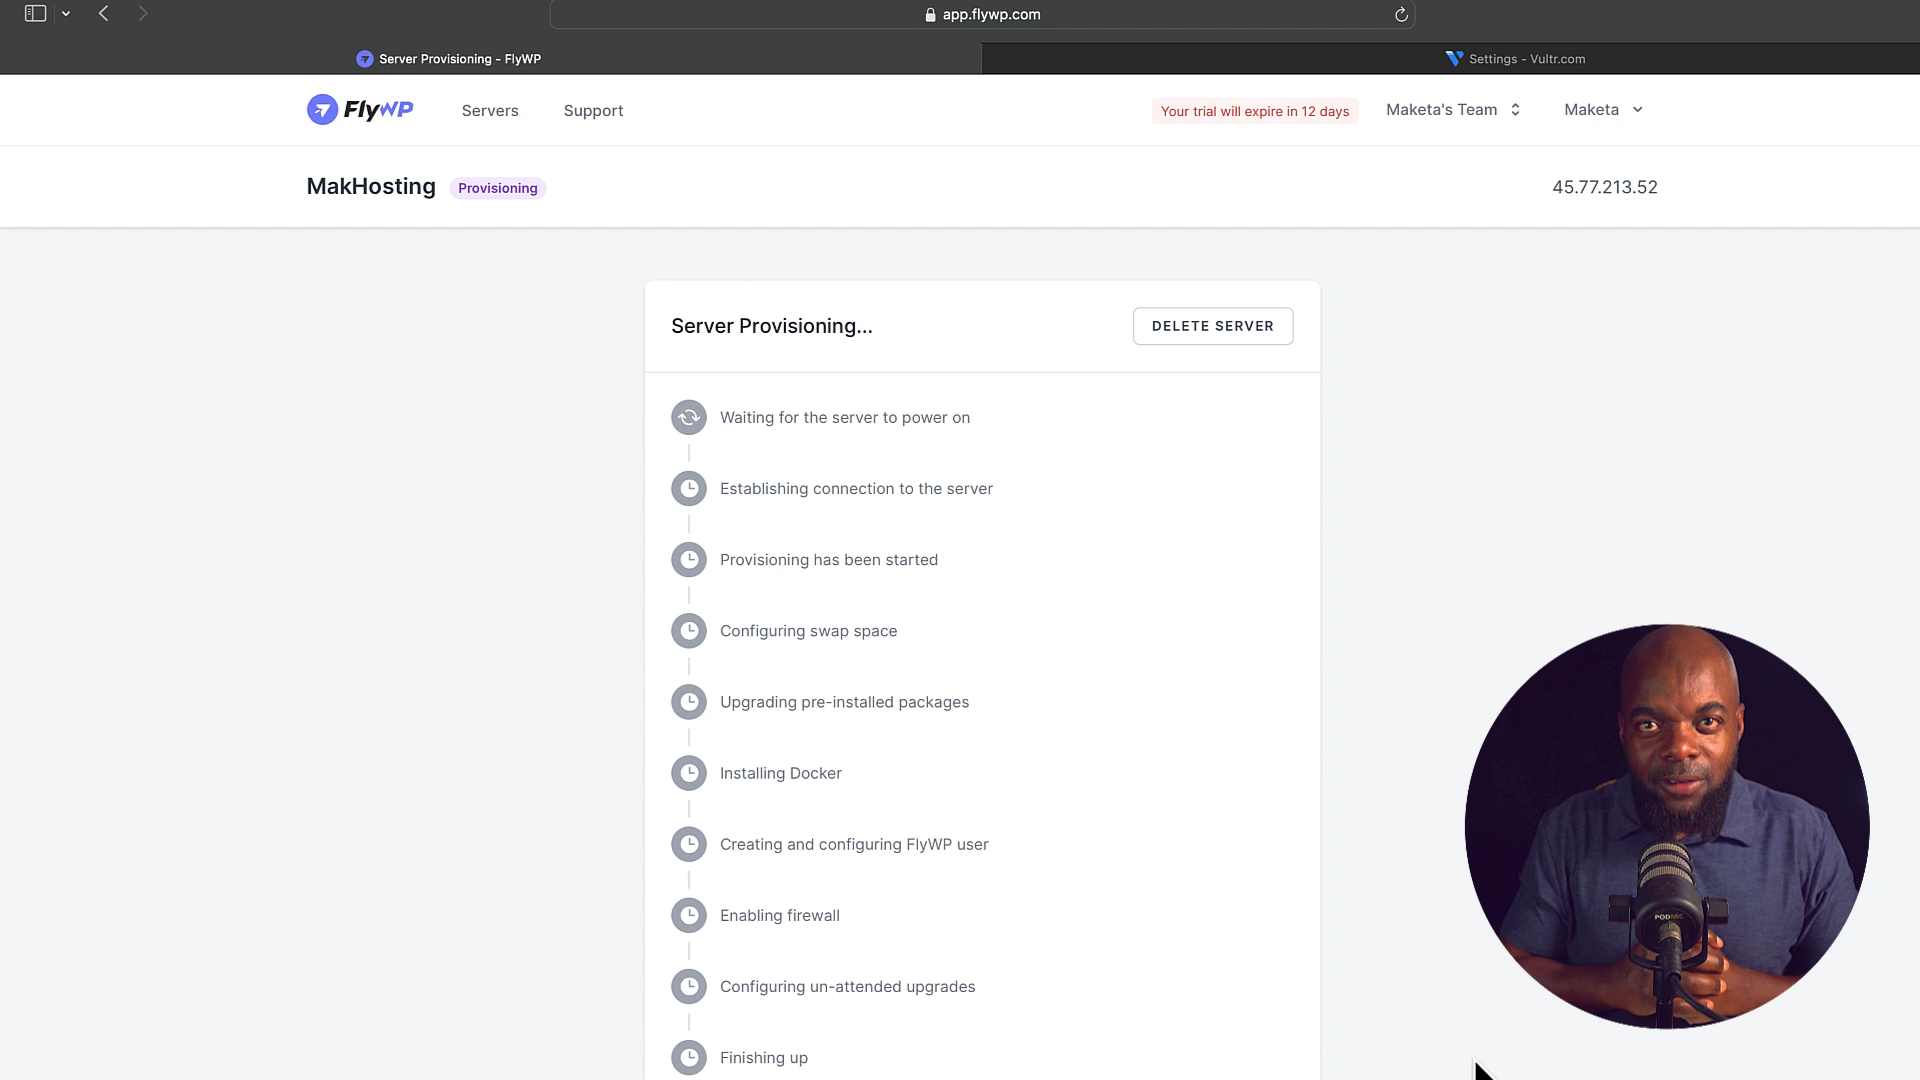 app.flywp.com
Server Provisioning - FlyWP
Settings - Vultr.com
FlyWP
Servers
Support
Your trial will expire in 12 days
Maketa's Team
Maketa
MakHosting
Provisioning
45.77.213.52
Server Provisioning...
DELETE SERVER
Waiting for the server to power on
Establishing connection to the server
Provisioning has been started
Configuring swap space
Upgrading pre-installed packages
Installing Docker
Creating and configuring FlyWP user
Enabling firewall
Configuring un-attended upgrades
Finishing up
PODMIC